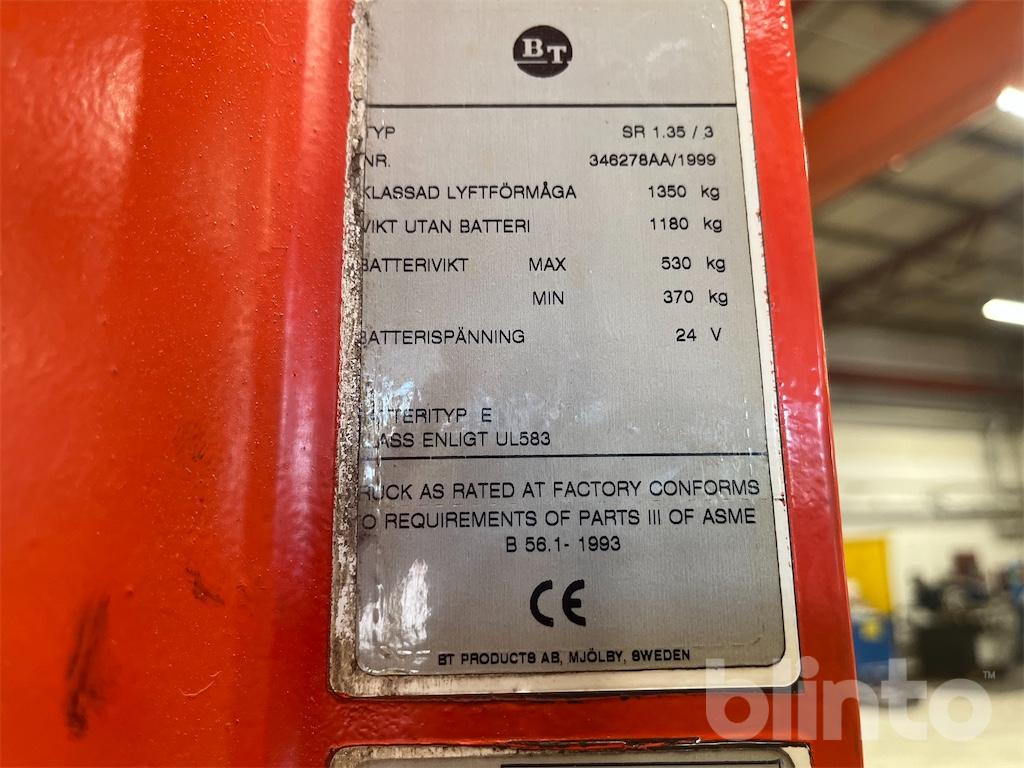 BT
TYP SR 1.35 / 3
NR. 346278AA/1999
KLASSAD LYFTFÖRMÅGA 1350 kg
VIKT UTAN BATTERI 1180 kg
BATTERIVIKT MAX 530 kg
MIN 370 kg
BATTERISPÄNNING 24 V
BATTERITYP E
KLASS ENLIGT UL583
TRUCK AS RATED AT FACTORY CONFORMS
TO REQUIREMENTS OF PARTS III OF ASME
B 56.1- 1993
CE
BT PRODUCTS AB, MJÖLBY, SWEDEN
blinto™